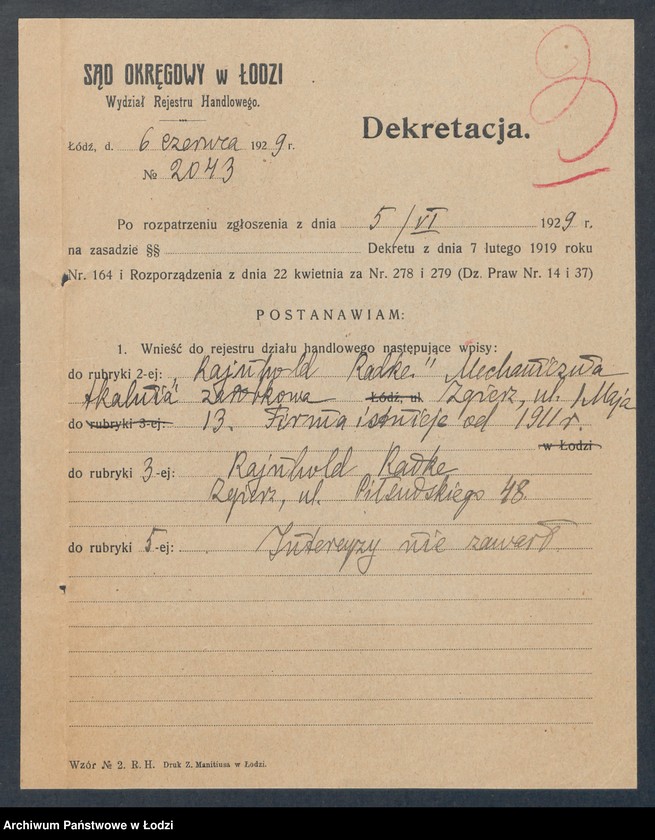 SĄD OKRĘGOWY w ŁODZI
Wydział Rejestru Handlowego.
Dekretacja.
2
Łódź, d. 6 czerwca 1929 r.
№ 2043
Po rozpatrzeniu zgłoszenia z dnia 5/VI 1929 r.
na zasadzie §§ Dekretu z dnia 7 lutego 1919 roku
Nr. 164 i Rozporządzenia z dnia 22 kwietnia za Nr. 278 i 279 (Dz. Praw Nr. 14 i 37)
POSTANAWIAM:
1. Wnieść do rejestru działu handlowego następujące wpisy:
do rubryki 2-ej: „Rajnhold Radke" Mechaniczna
tkalnia zarobkowa Łódź, ul. Zgierz, ul. 1 Maja
do rubryki 3-ej: 13. Firma istnieje od 1911 r.
w Łodzi
do rubryki 3-ej: Rajnhold Radke
Zgierz, ul. Piłsudskiego 48.
do rubryki 5-ej: Intercyzy nie zawarł.
Wzór № 2. R. H. Druk Z. Manitiusa w Łodzi.
Archiwum Państwowe w Łodzi